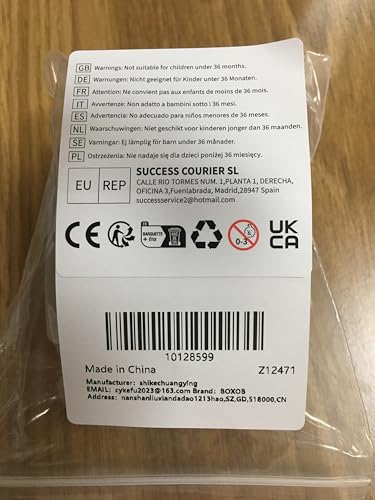 GB Warnings: Not suitable for children under 36 months.
DE Warnungen: Nicht geeignet für Kinder unter 36 Monaten.
FR Attention: Ne convient pas aux enfants de moins de 36 mois.
IT Avvertenze: Non adatto a bambini sotto i 36 mesi.
ES Advertencia: No adecuado para niños menores de 36 meses.
NL Waarschuwingen: Niet geschikt voor kinderen jonger dan 36 maanden.
SE Varningar: Ej lämplig för barn under 36 månader.
PL Ostrzeżenia: Nie nadaje się dla dzieci poniżej 36 miesięcy.
EU REP
SUCCESS COURIER SL
CALLE RIO TORMES NUM. 1,PLANTA 1, DERECHA,
OFICINA 3,Fuenlabrada, Madrid,28947 Spain
successservice2@hotmail.com
CE
FR
BARQUETTE
+ film
0-3
UK
CA
10128599
Made in China Z12471
Manufacturer: shikechuangying
EMAIL: cykefu2023@163.com Brand: BOXOB
Address: nanshanliuxiandadao1213hao,SZ,GD,518000,CN